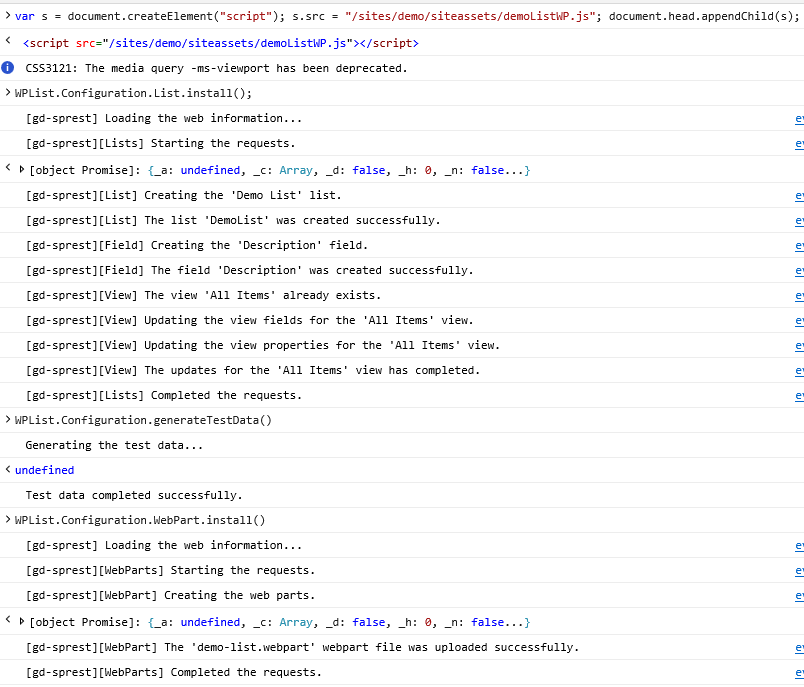 > var s = document.createElement("script"); s.src = "/sites/demo/siteassets/demoListWP.js"; document.head.appendChild(s);
< <script src="/sites/demo/siteassets/demoListWP.js"></script>
i CSS3121: The media query -ms-viewport has been deprecated.
> WPList.Configuration.List.install();
[gd-sprest] Loading the web information...
[gd-sprest][Lists] Starting the requests.
< [object Promise]: {_a: undefined, _c: Array, _d: false, _h: 0, _n: false...}
[gd-sprest][List] Creating the 'Demo List' list.
[gd-sprest][List] The list 'DemoList' was created successfully.
[gd-sprest][Field] Creating the 'Description' field.
[gd-sprest][Field] The field 'Description' was created successfully.
[gd-sprest][View] The view 'All Items' already exists.
[gd-sprest][View] Updating the view fields for the 'All Items' view.
[gd-sprest][View] Updating the view properties for the 'All Items' view.
[gd-sprest][View] The updates for the 'All Items' view has completed.
[gd-sprest][Lists] Completed the requests.
> WPList.Configuration.generateTestData()
Generating the test data...
< undefined
Test data completed successfully.
> WPList.Configuration.WebPart.install()
[gd-sprest] Loading the web information...
[gd-sprest][WebParts] Starting the requests.
[gd-sprest][WebPart] Creating the web parts.
< [object Promise]: {_a: undefined, _c: Array, _d: false, _h: 0, _n: false...}
[gd-sprest][WebPart] The 'demo-list.webpart' webpart file was uploaded successfully.
[gd-sprest][WebParts] Completed the requests.